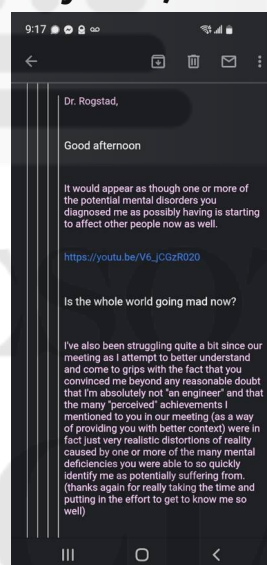 9:17
Dr. Rogstad,
Good afternoon
It would appear as though one or more of
the potential mental disorders you
diagnosed me as possibly having is starting
to affect other people now as well.
https://youtu.be/V6_jCGzR020
Is the whole world going mad now?
I've also been struggling quite a bit since our
meeting as I attempt to better understand
and come to grips with the fact that you
convinced me beyond any reasonable doubt
that I'm absolutely not "an engineer" and that
the many "perceived" achievements I
mentioned to you in our meeting (as a way
of providing you with better context) were in
fact just very realistic distortions of reality
caused by one or more of the many mental
deficiencies you were able to so quickly
identify me as potentially suffering from.
(thanks again for really taking the time and
putting in the effort to get to know me so
well)